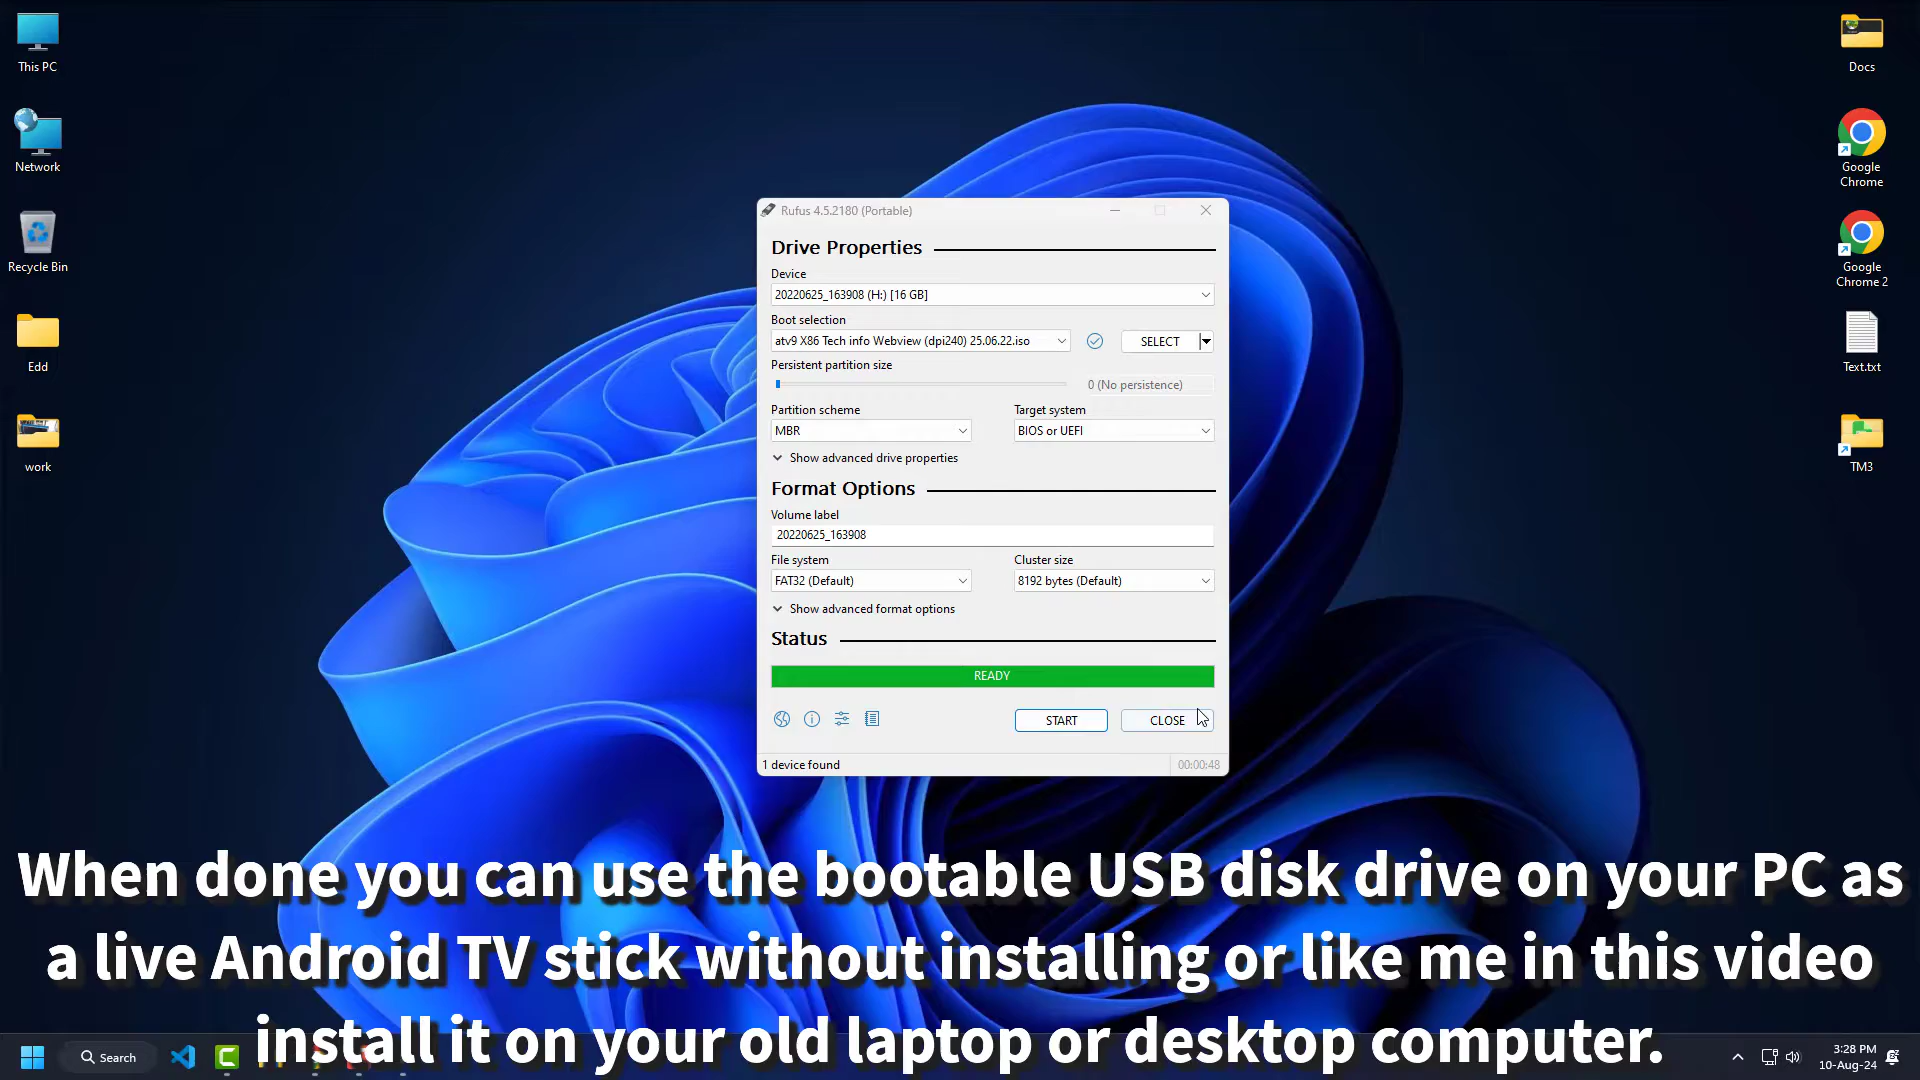 This PC
Network
Recycle Bin
Edd
work
Docs
Google
Chrome
Google
Chrome 2
Text.txt
TM3
Rufus 4.5.2180 (Portable)
Drive Properties
Device
20220625_163908 (H:) [16 GB]
Boot selection
atv9 X86 Tech info Webview (dpi240) 25.06.22.iso
SELECT
Persistent partition size
0 (No persistence)
Partition scheme
Target system
MBR
BIOS or UEFI
Show advanced drive properties
Format Options
Volume label
20220625_163908
File system
Cluster size
FAT32 (Default)
8192 bytes (Default)
Show advanced format options
Status
READY
START
CLOSE
1 device found
00:00:48
When done you can use the bootable USB disk drive on your PC as
a live Android TV stick without installing or like me in this video
install it on your old laptop or desktop computer.
Search
3:28 PM
10-Aug-24